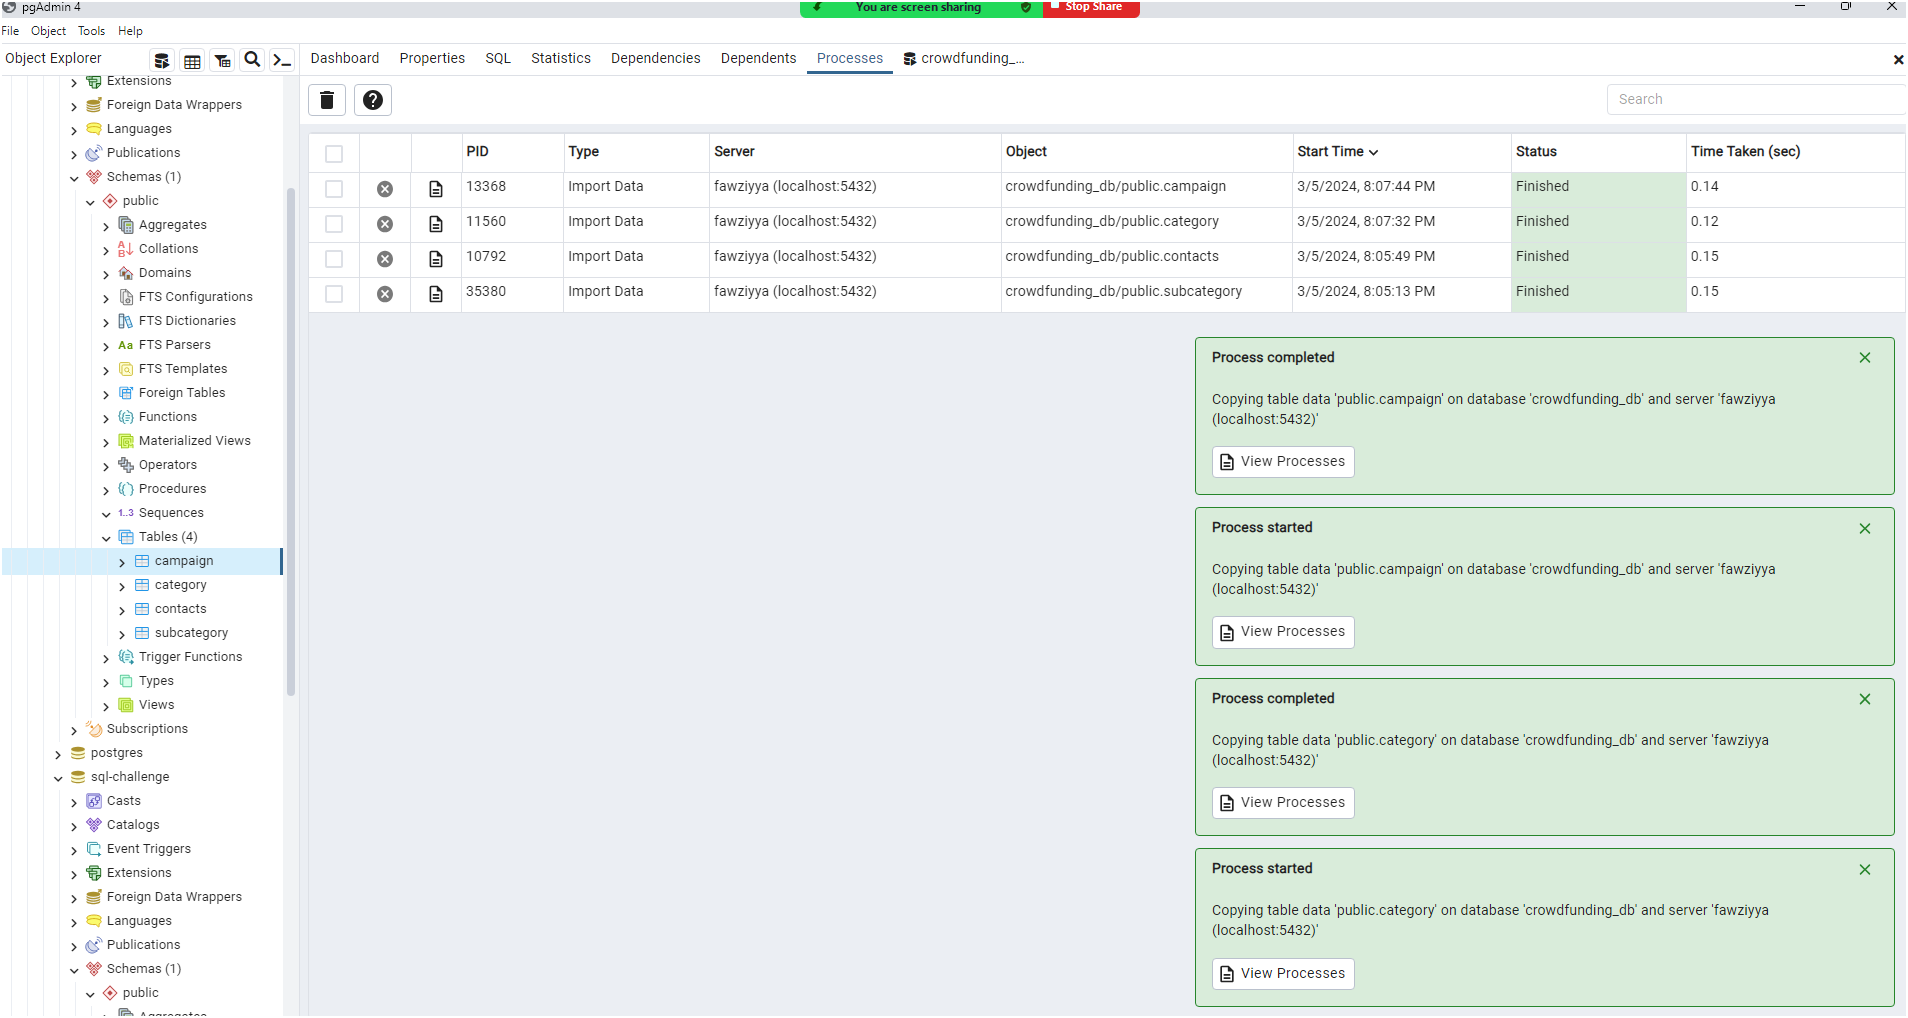 pgAdmin 4
You are screen sharing
Stop Share
File Object Tools Help
Object Explorer
Dashboard Properties SQL Statistics Dependencies Dependents Processes crowdfunding_...
Extensions
Foreign Data Wrappers
Languages
Publications
Schemas (1)
public
Aggregates
Collations
Domains
FTS Configurations
FTS Dictionaries
Aa FTS Parsers
FTS Templates
Foreign Tables
Functions
Materialized Views
Operators
Procedures
1..3 Sequences
Tables (4)
campaign
category
contacts
subcategory
Trigger Functions
Types
Views
Subscriptions
postgres
sql-challenge
Casts
Catalogs
Event Triggers
Extensions
Foreign Data Wrappers
Languages
Publications
Schemas (1)
public
Aggregates
Search
PID Type Server Object Start Time Status Time Taken (sec)
13368 Import Data fawziyya (localhost:5432) crowdfunding_db/public.campaign 3/5/2024, 8:07:44 PM Finished 0.14
11560 Import Data fawziyya (localhost:5432) crowdfunding_db/public.category 3/5/2024, 8:07:32 PM Finished 0.12
10792 Import Data fawziyya (localhost:5432) crowdfunding_db/public.contacts 3/5/2024, 8:05:49 PM Finished 0.15
35380 Import Data fawziyya (localhost:5432) crowdfunding_db/public.subcategory 3/5/2024, 8:05:13 PM Finished 0.15
Process completed
Copying table data 'public.campaign' on database 'crowdfunding_db' and server 'fawziyya
(localhost:5432)'
View Processes
Process started
Copying table data 'public.campaign' on database 'crowdfunding_db' and server 'fawziyya
(localhost:5432)'
View Processes
Process completed
Copying table data 'public.category' on database 'crowdfunding_db' and server 'fawziyya
(localhost:5432)'
View Processes
Process started
Copying table data 'public.category' on database 'crowdfunding_db' and server 'fawziyya
(localhost:5432)'
View Processes